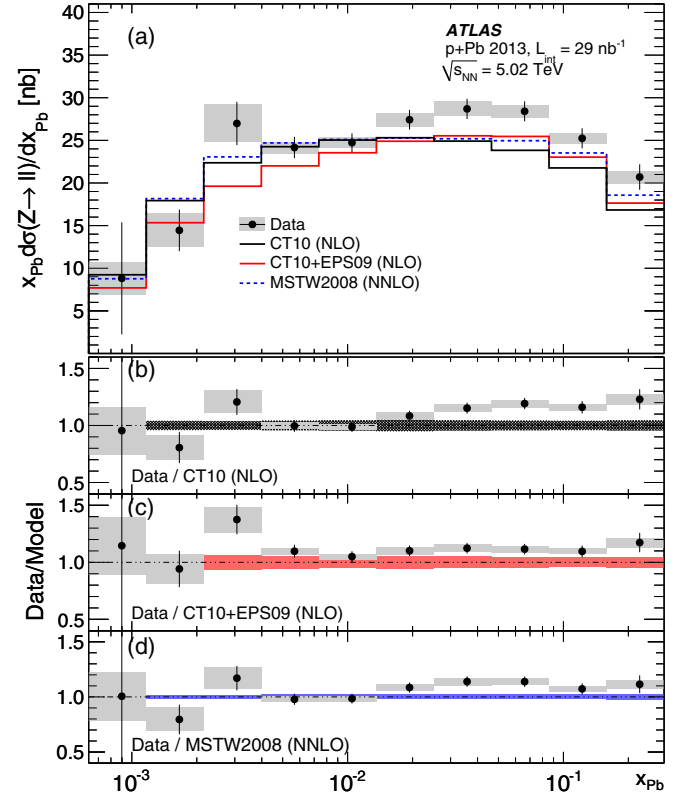 (a)
ATLAS
p+Pb 2013, L_int = 29 nb⁻¹
√s_NN = 5.02 TeV
x_Pb dσ(Z→ ll)/dx_Pb [nb]
40
35
30
25
20
15
10
5
Data
CT10 (NLO)
CT10+EPS09 (NLO)
MSTW2008 (NNLO)
(b)
1.5
1.0
0.5
Data / CT10 (NLO)
Data/Model
(c)
1.5
1.0
0.5
Data / CT10+EPS09 (NLO)
(d)
1.5
1.0
0.5
Data / MSTW2008 (NNLO)
10⁻³ 10⁻² 10⁻¹ x_Pb